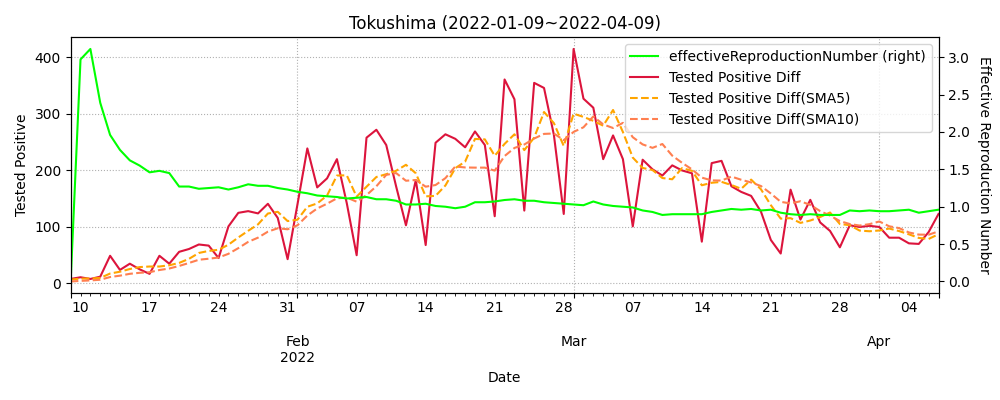 Tokushima (2022-01-09~2022-04-09)
effectiveReproductionNumber (right)
Tested Positive Diff
Tested Positive Diff(SMA5)
Tested Positive Diff(SMA10)
Tested Positive
400
300
200
100
0
3.0
2.5
2.0
1.5
1.0
0.5
0.0
Effective Reproduction Number
10 17 24 31 07 14 21 28 07 14 21 28 04
Feb Mar Apr
2022
Date